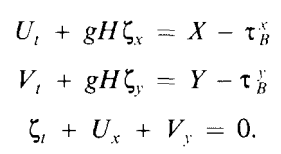 U_t + gHζ_x = X − τ_B^x
V_t + gHζ_y = Y − τ_B^y
ζ_t + U_x + V_y = 0.